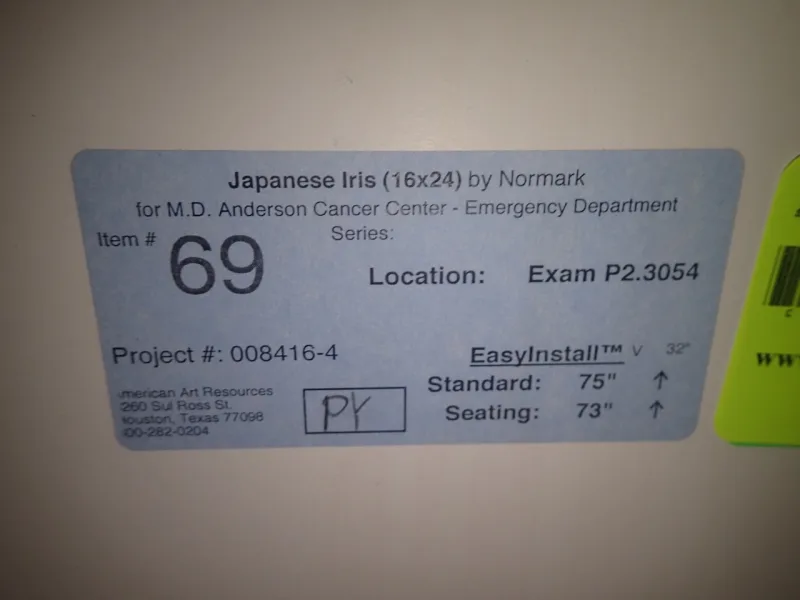 Japanese Iris (16x24) by Normark
for M.D. Anderson Cancer Center - Emergency Department
Item # 69
Series:
Location: Exam P2.3054
Project #: 008416-4
EasyInstall™ V 32"
Standard: 75" ↑
Seating: 73" ↑
merican Art Resources
260 Sul Ross St.
ouston, Texas 77098
00-282-0204
PY
C
ww